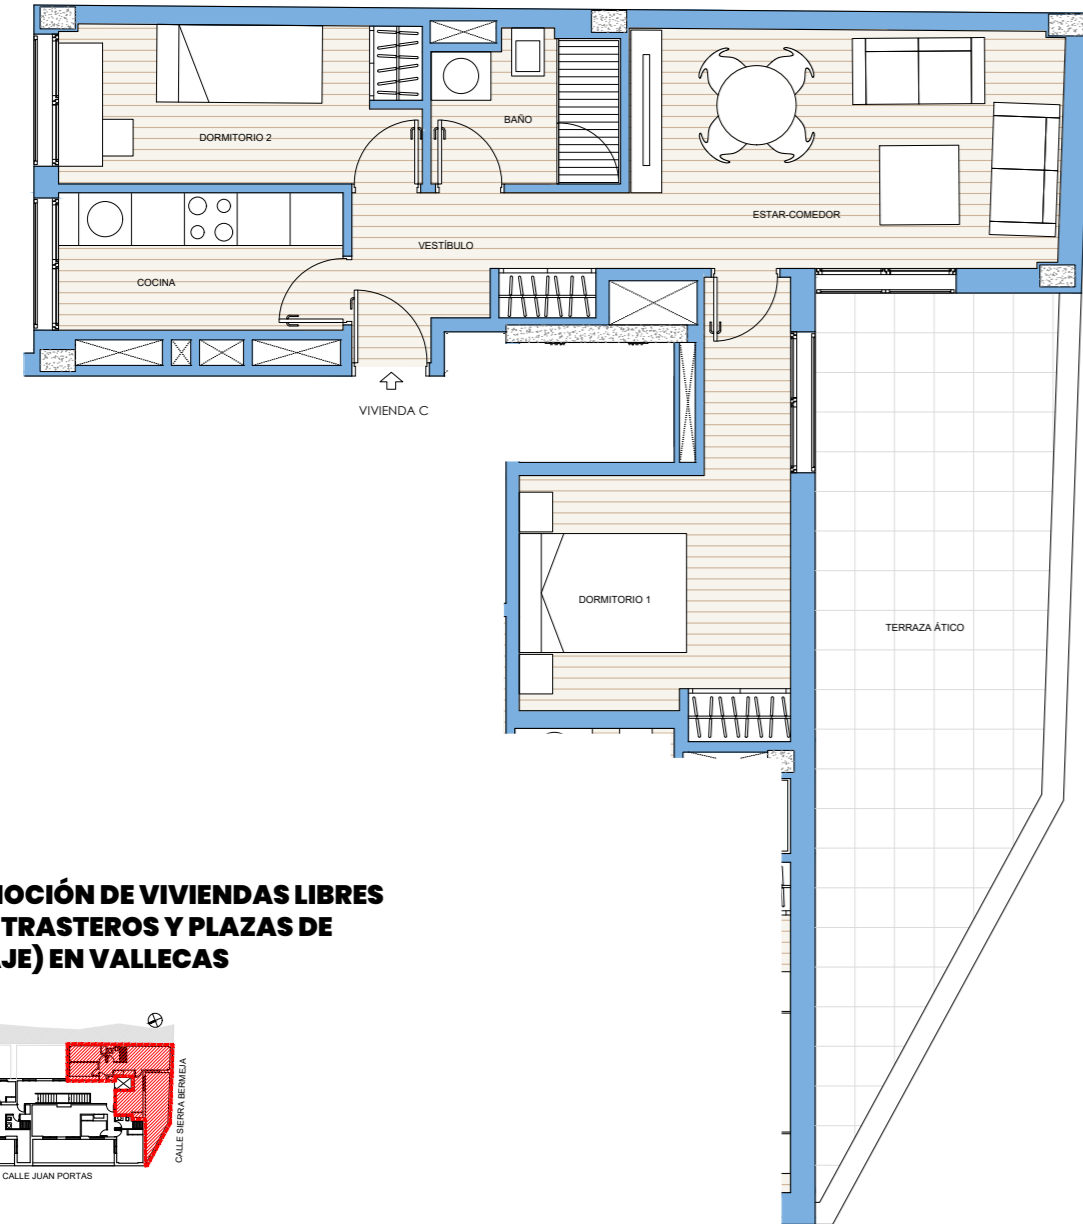 DORMITORIO 2
BAÑO
ESTAR-COMEDOR
VESTÍBULO
COCINA
VIVIENDA C
DORMITORIO 1
TERRAZA ÁTICO
MOCIÓN DE VIVIENDAS LIBRES
TRASTEROS Y PLAZAS DE
AJE) EN VALLECAS
CALLE SIERRA BERMEJA
CALLE JUAN PORTAS